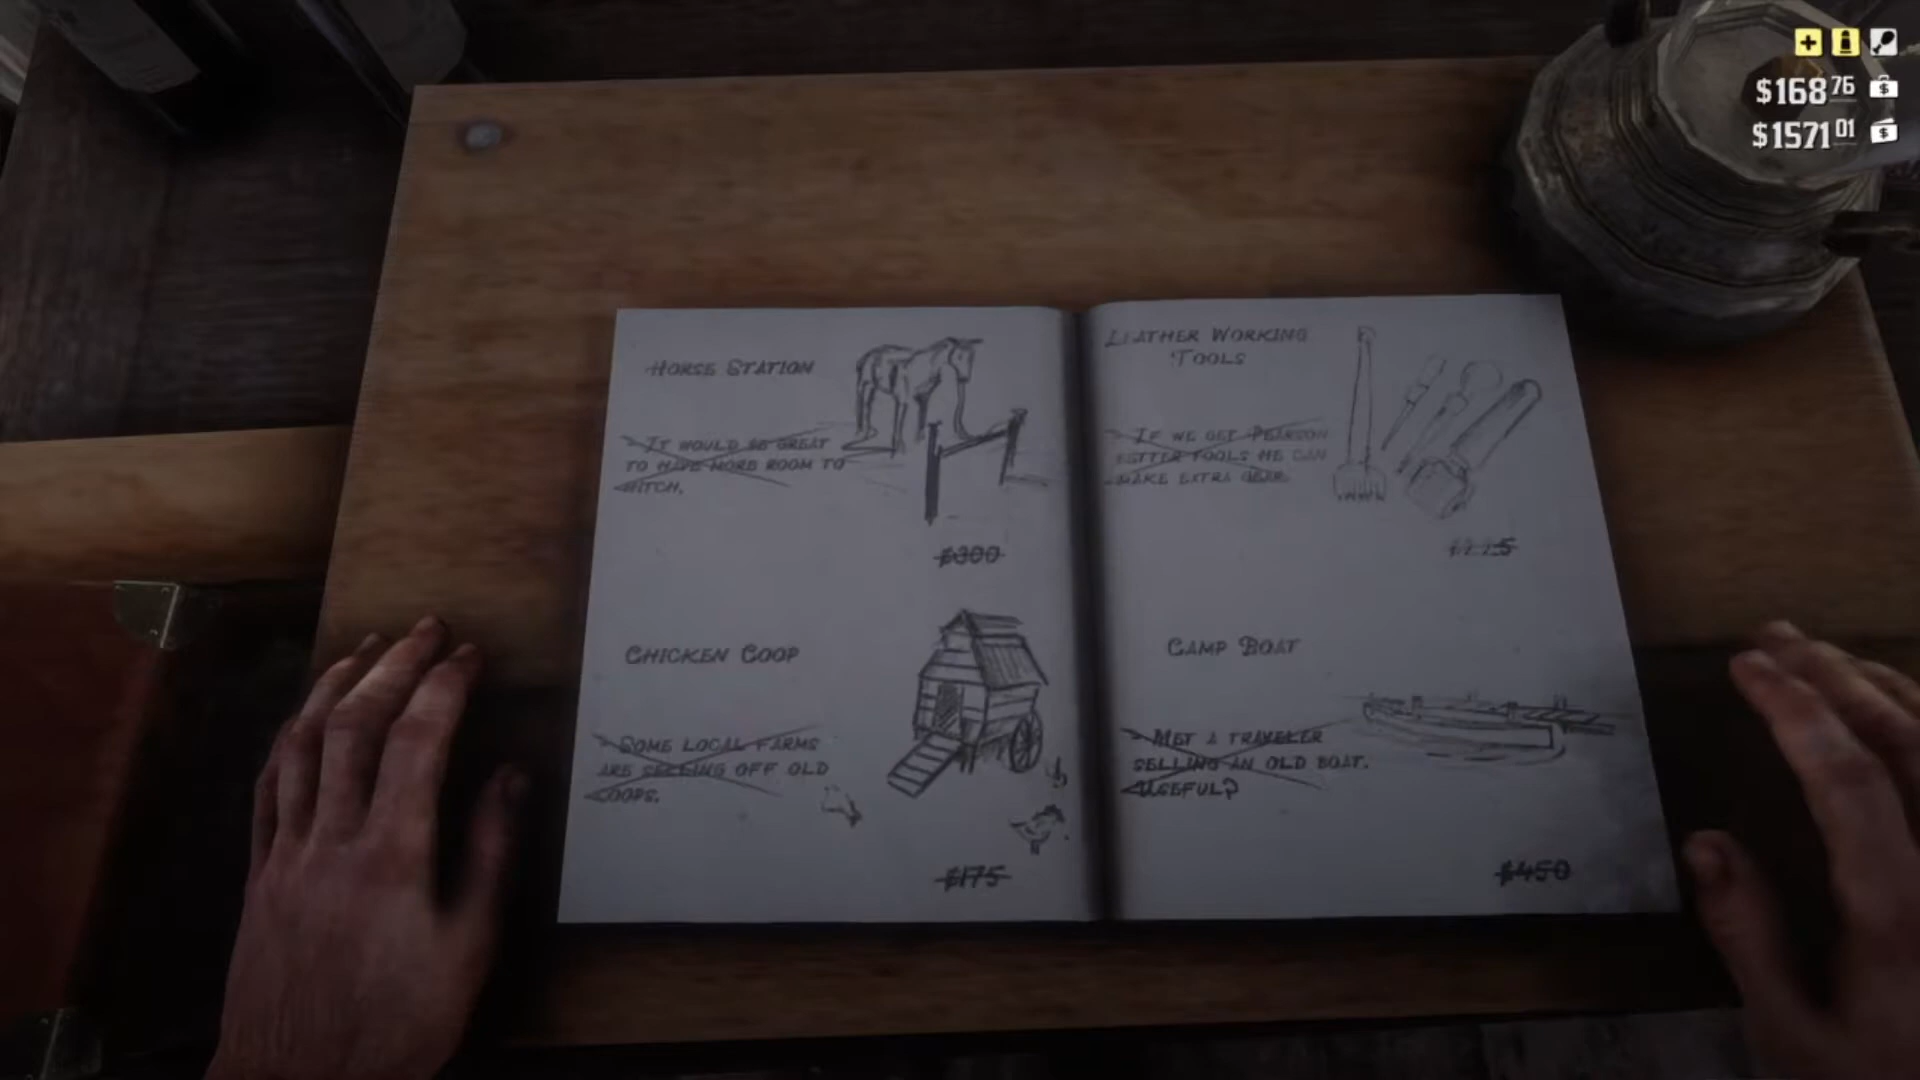 $168 76
$1571 01
Horse Station
It would be great
to have more room to
hitch.
$300
Chicken Coop
Some local farms
are selling off old
coops.
$175
Leather Working
Tools
If we get Pearson
better tools he can
make extra gear.
$225
Camp Boat
Met a traveler
selling an old boat.
Useful?
$450